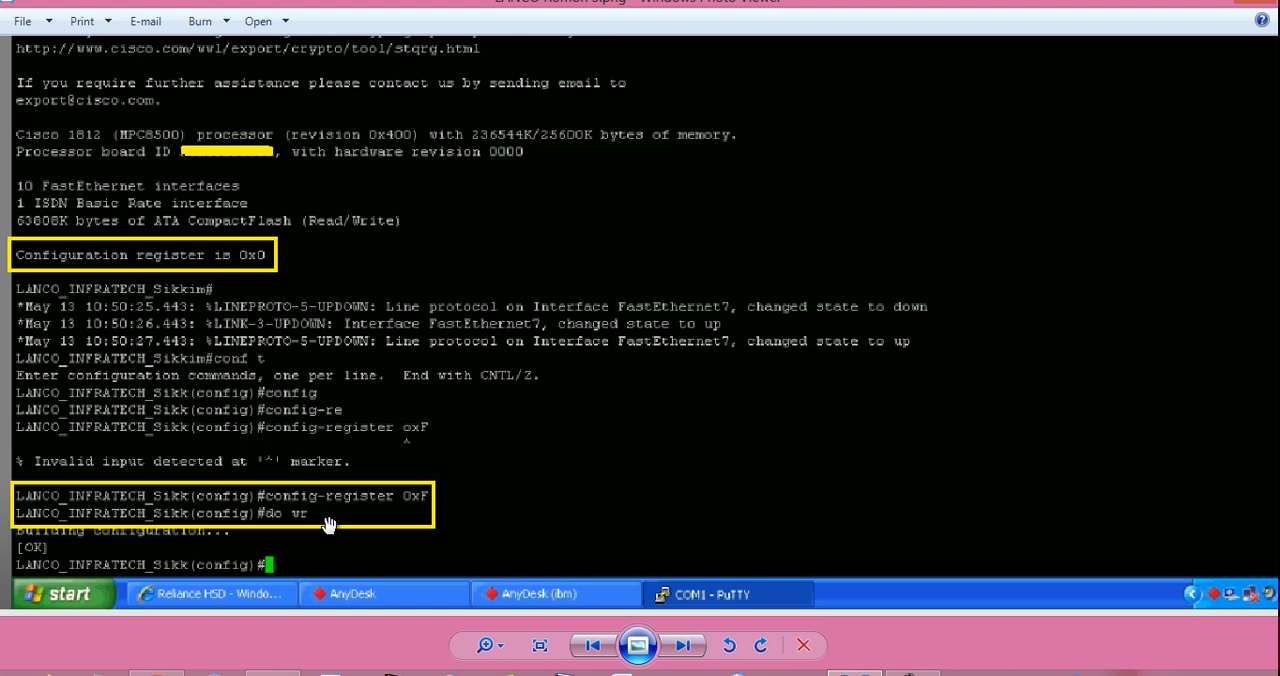 File Print E-mail Burn Open
http://www.cisco.com/wwl/export/crypto/tool/stqrg.html
If you require further assistance please contact us by sending email to
export@cisco.com.
Cisco 1812 (MPC8500) processor (revision 0x400) with 236544K/25600K bytes of memory.
Processor board ID , with hardware revision 0000
10 FastEthernet interfaces
1 ISDN Basic Rate interface
63808K bytes of ATA CompactFlash (Read/Write)
Configuration register is 0x0
LANCO_INFRATECH_Sikkim#
*May 13 10:50:25.443: %LINEPROTO-5-UPDOWN: Line protocol on Interface FastEthernet7, changed state to down
*May 13 10:50:26.443: %LINK-3-UPDOWN: Interface FastEthernet7, changed state to up
*May 13 10:50:27.443: %LINEPROTO-5-UPDOWN: Line protocol on Interface FastEthernet7, changed state to up
LANCO_INFRATECH_Sikkim#conf t
Enter configuration commands, one per line. End with CNTL/Z.
LANCO_INFRATECH_Sikk(config)#config
LANCO_INFRATECH_Sikk(config)#config-re
LANCO_INFRATECH_Sikk(config)#config-register oxF
^
% Invalid input detected at '^' marker.
LANCO_INFRATECH_Sikk(config)#config-register 0xF
LANCO_INFRATECH_Sikk(config)#do wr
Building configuration...
[OK]
LANCO_INFRATECH_Sikk(config)#
start Reliance HSD - Windo... AnyDesk AnyDesk (ibm) COM1 - PuTTY